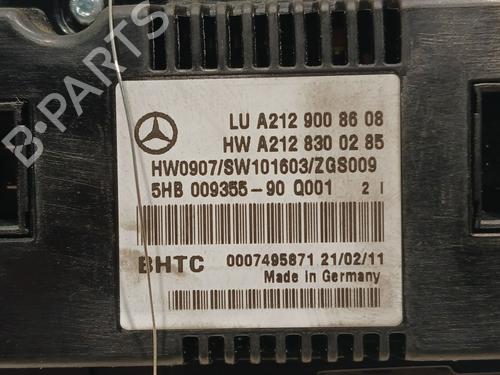 B-PARTS
LU A212 900 86 08
HW A212 830 02 85
HW0907/SW101603/ZGS009
5HB 009355-90 Q001 2 I
BHTC 0007495871 21/02/11
Made in Germany